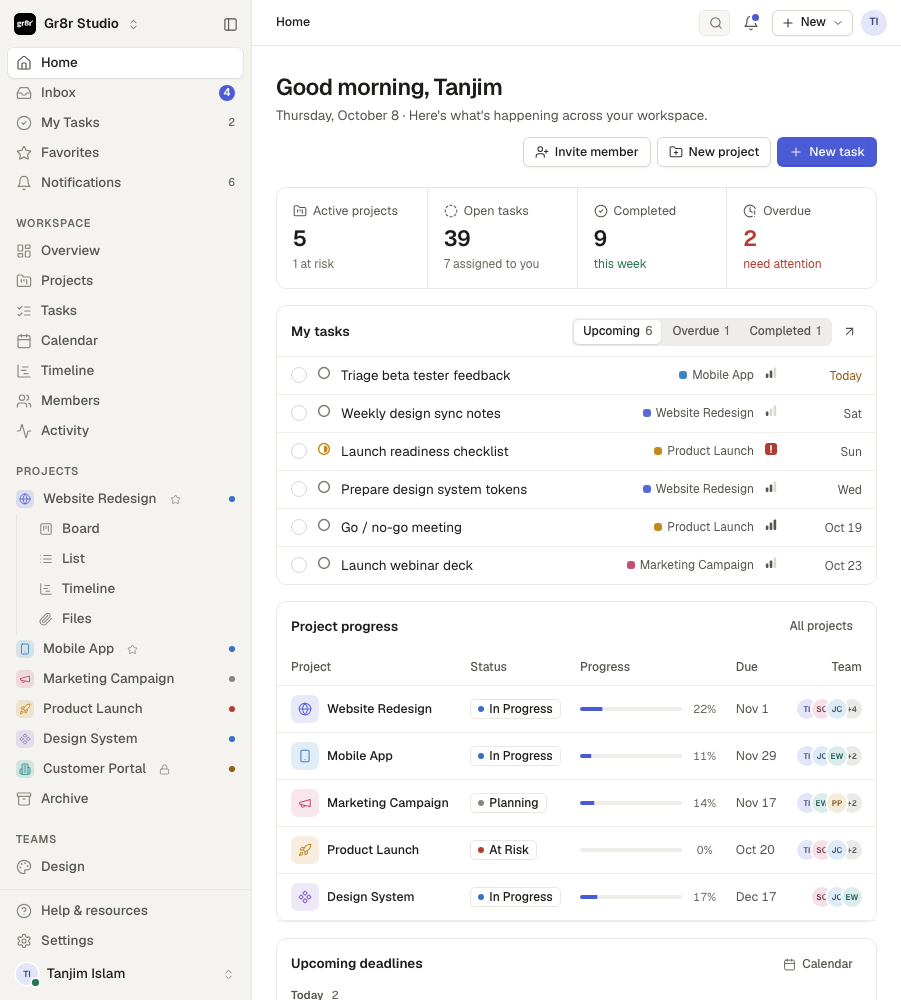 gr8r Gr8r Studio
Home
Inbox 4
My Tasks 2
Favorites
Notifications 6
WORKSPACE
Overview
Projects
Tasks
Calendar
Timeline
Members
Activity
PROJECTS
Website Redesign
Board
List
Timeline
Files
Mobile App
Marketing Campaign
Product Launch
Design System
Customer Portal
Archive
TEAMS
Design
Help & resources
Settings
TI Tanjim Islam
Home New TI
Good morning, Tanjim
Thursday, October 8 · Here's what's happening across your workspace.
Invite member New project New task
Active projects Open tasks Completed Overdue
5 39 9 2
1 at risk 7 assigned to you this week need attention
My tasks Upcoming 6 Overdue 1 Completed 1
Triage beta tester feedback Mobile App Today
Weekly design sync notes Website Redesign Sat
Launch readiness checklist Product Launch ! Sun
Prepare design system tokens Website Redesign Wed
Go / no-go meeting Product Launch Oct 19
Launch webinar deck Marketing Campaign Oct 23
Project progress All projects
Project Status Progress Due Team
Website Redesign In Progress 22% Nov 1 TI SC JC +4
Mobile App In Progress 11% Nov 29 TI JC EW +2
Marketing Campaign Planning 14% Nov 17 TI EW PP +2
Product Launch At Risk 0% Oct 20 TI SC JC +2
Design System In Progress 17% Dec 17 SC JC EW
Upcoming deadlines Calendar
Today 2